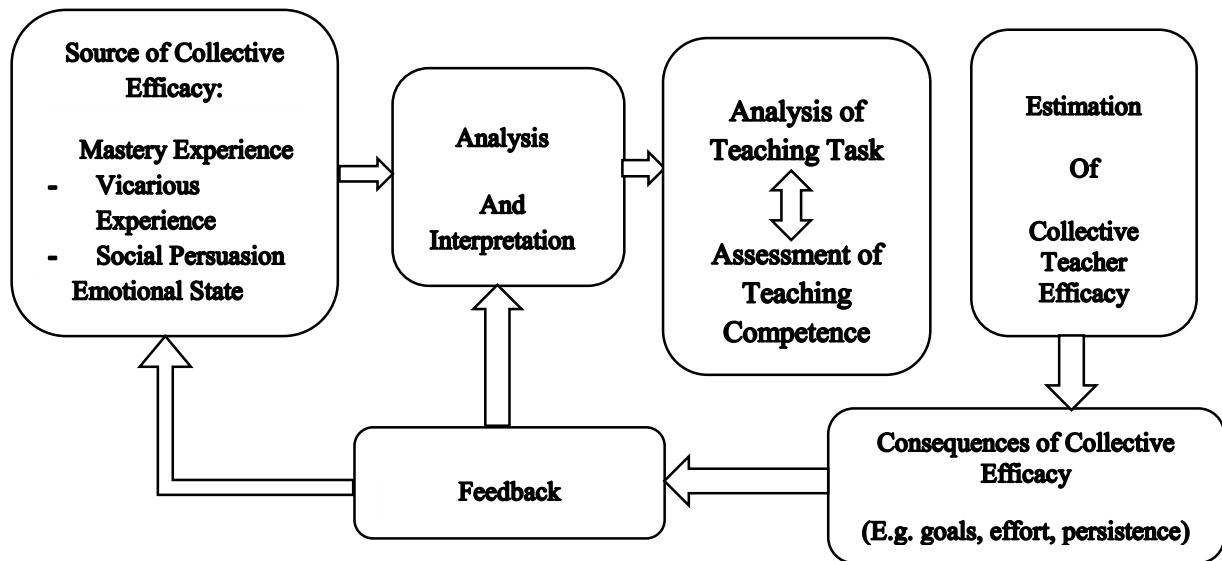 Source of Collective
Efficacy:
Mastery Experience
- Vicarious
Experience
- Social Persuasion
Emotional State
Analysis
And
Interpretation
Analysis of
Teaching Task
Assessment of
Teaching
Competence
Estimation
Of
Collective
Teacher
Efficacy
Feedback
Consequences of Collective
Efficacy
(E.g. goals, effort, persistence)